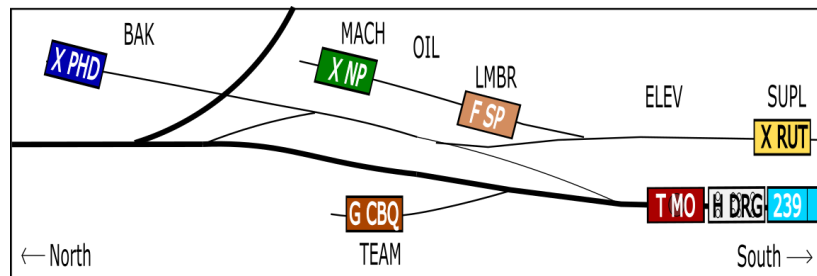 BAK
MACH
OIL
X PHD
X NP
LMBR
F SP
ELEV
SUPL
X RUT
G CBQ
T MO
H DRG
239
TEAM
← North
South →